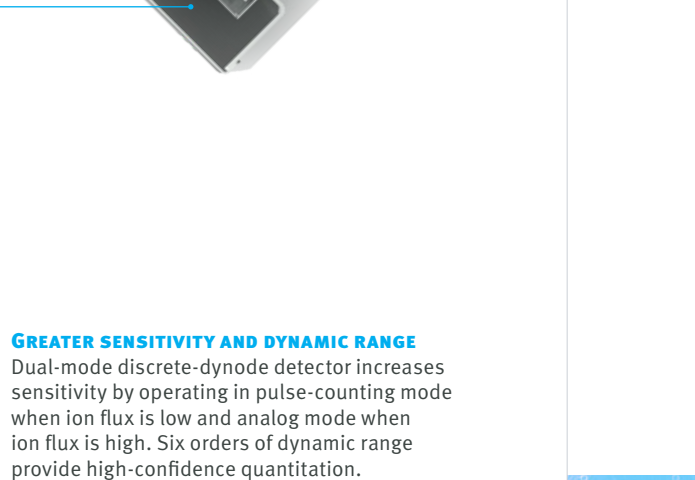 GREATER SENSITIVITY AND DYNAMIC RANGE
Dual-mode discrete-dynode detector increases
sensitivity by operating in pulse-counting mode
when ion flux is low and analog mode when
ion flux is high. Six orders of dynamic range
provide high-confidence quantitation.